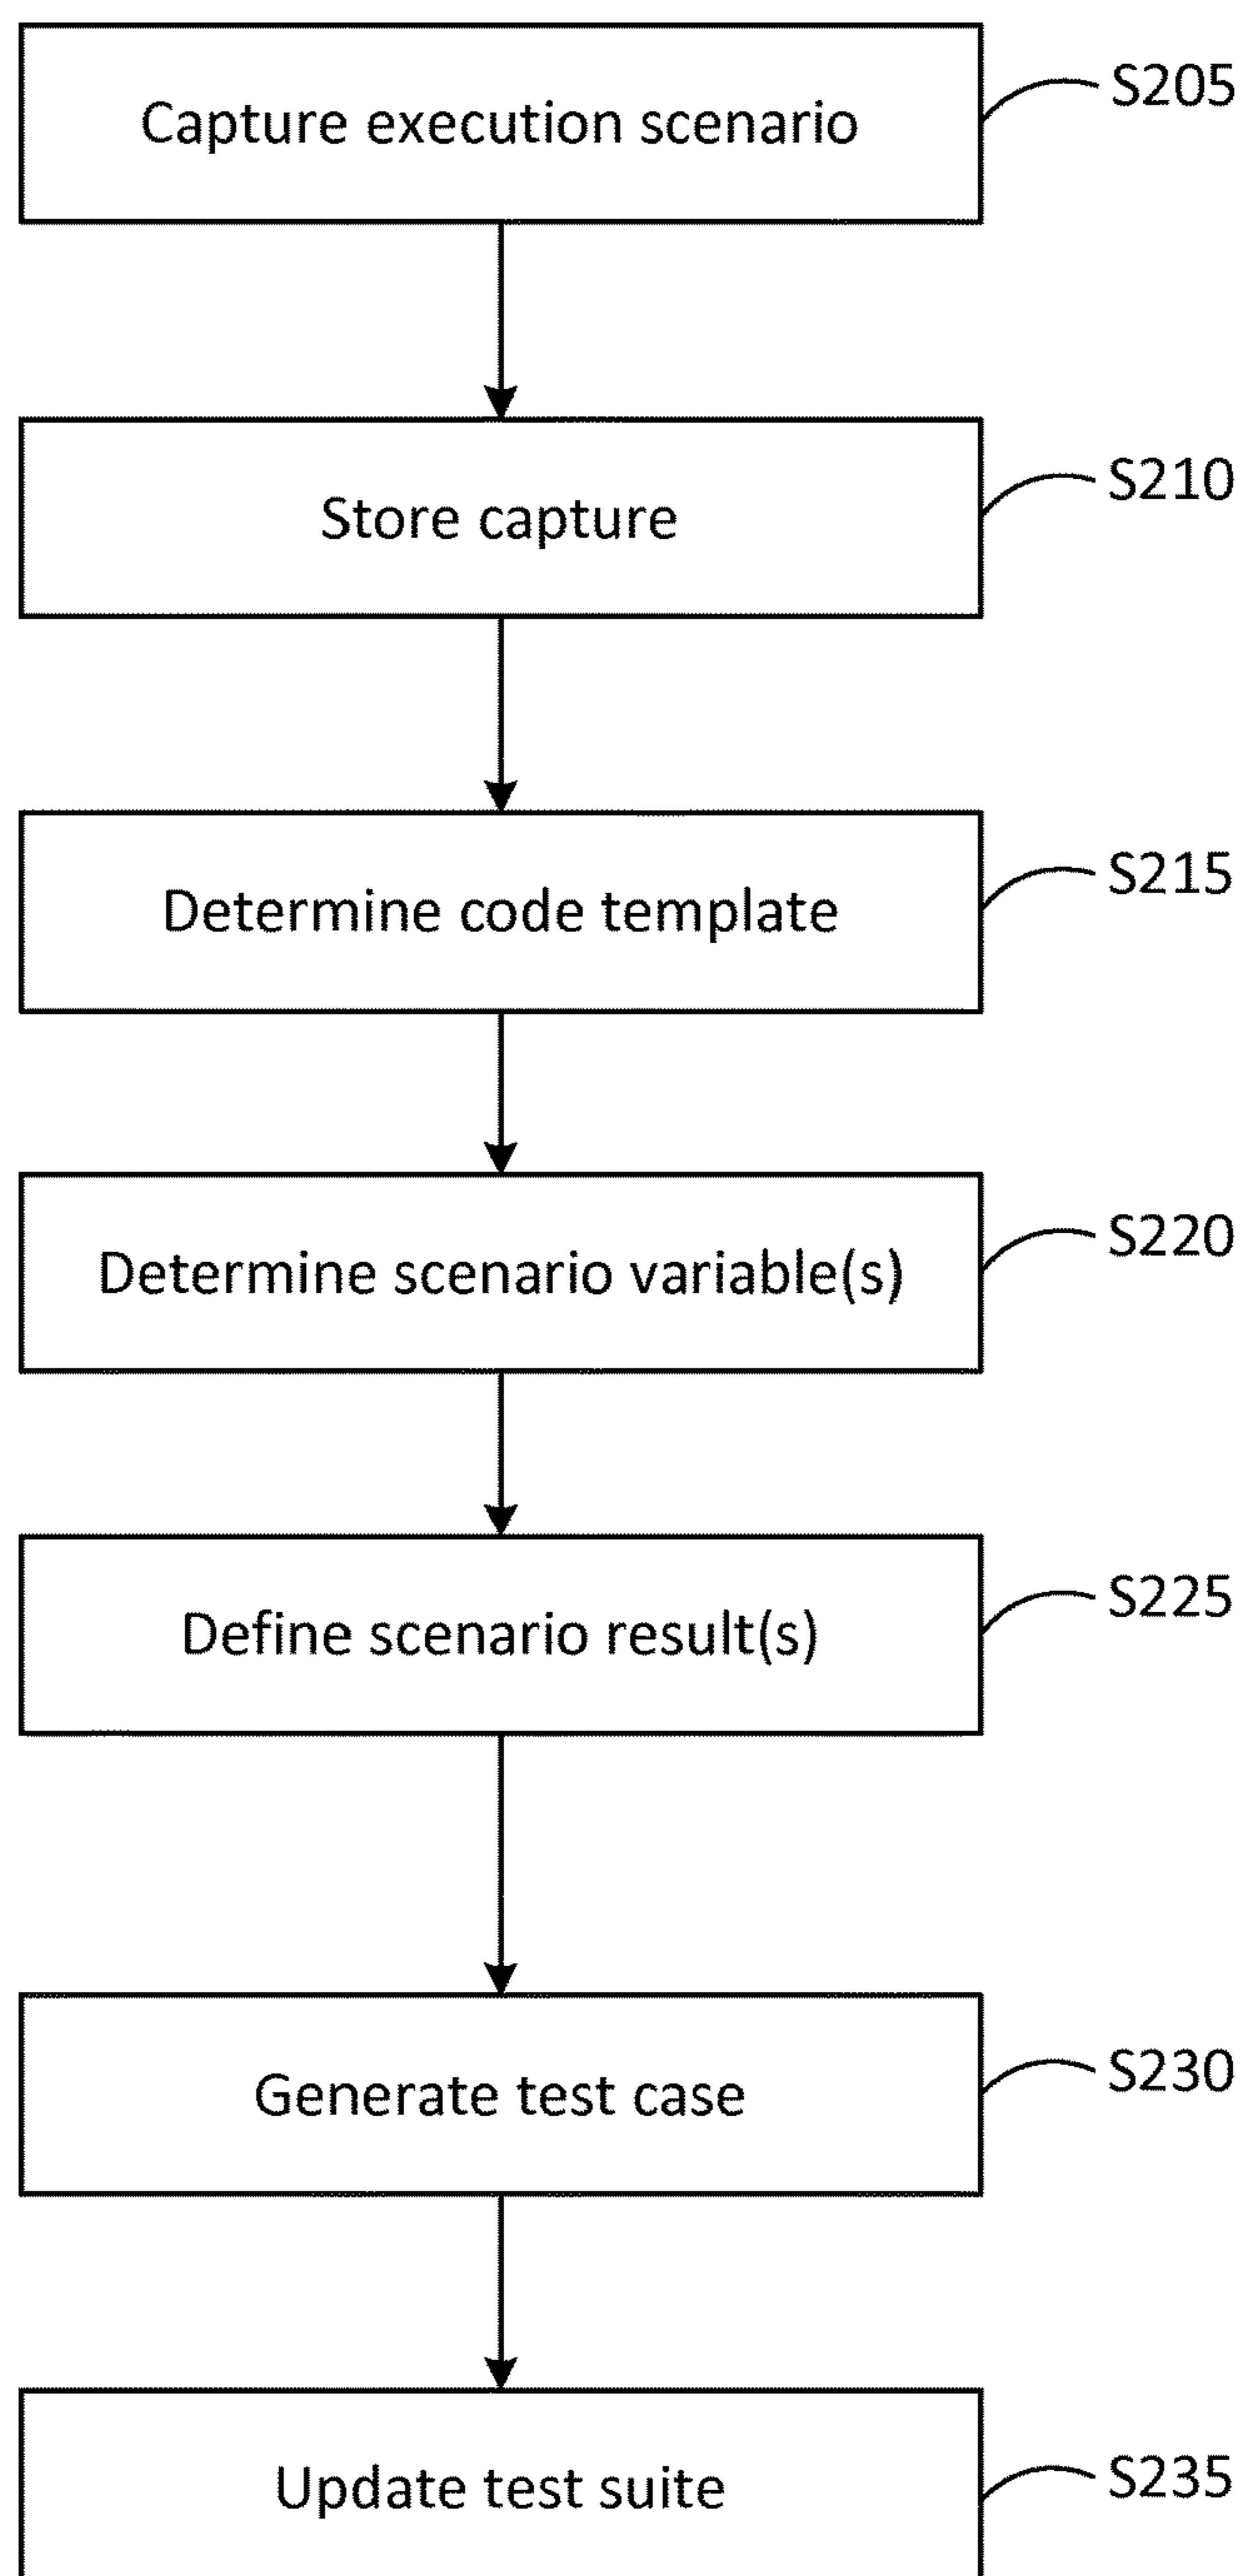 Capture execution scenario
S205
Store capture
S210
Determine code template
S215
Determine scenario variable(s)
S220
Define scenario result(s)
S225
Generate test case
S230
Update test suite
S235